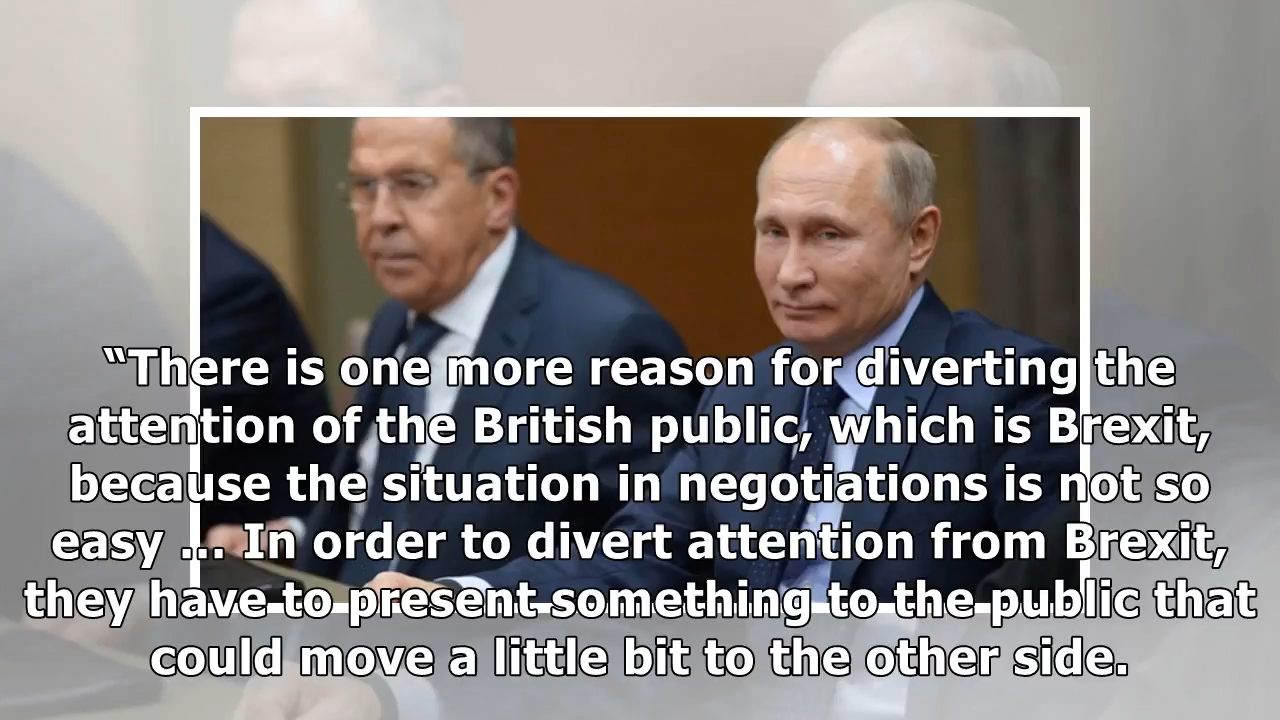 “There is one more reason for diverting the
attention of the British public, which is Brexit,
because the situation in negotiations is not so
easy ... In order to divert attention from Brexit,
they have to present something to the public that
could move a little bit to the other side.